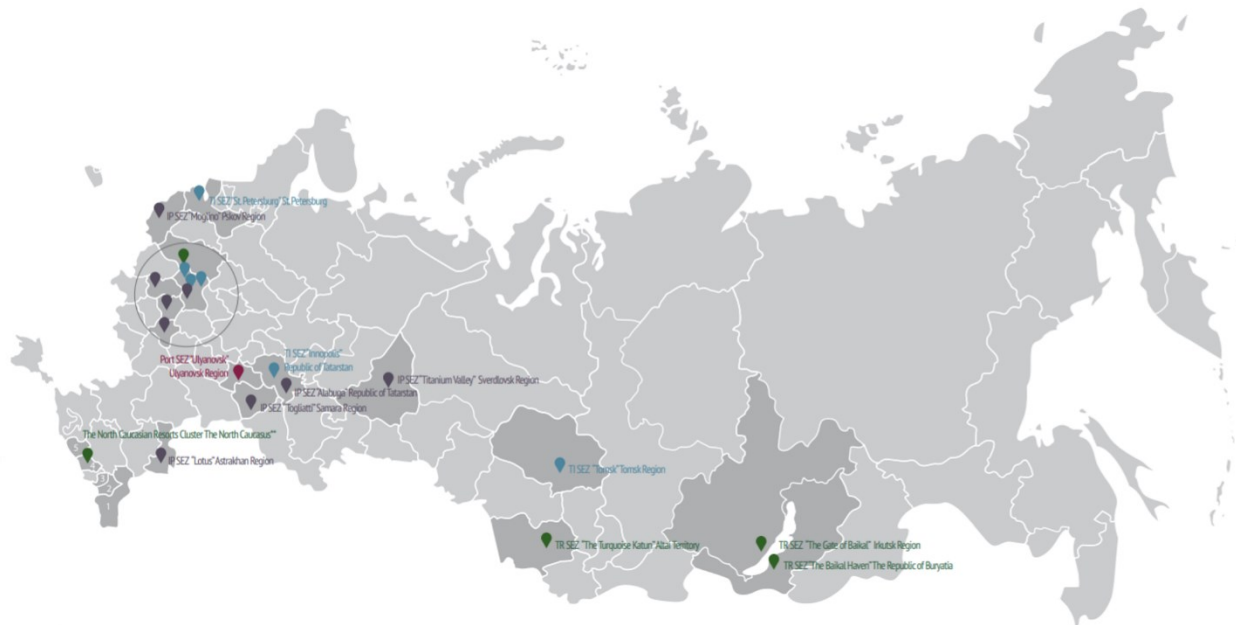 TI SEZ "St. Petersburg" St. Petersburg
IP SEZ "Moglino" Pskov Region
Port SEZ "Ulyanovsk"
Ulyanovsk Region
TI SEZ "Innopolis"
Republic of Tatarstan
IP SEZ "Titanium Valley" Sverdlovsk Region
IP SEZ "Alabuga" Republic of Tatarstan
IP SEZ "Togliatti" Samara Region
The North Caucasian Resorts Cluster The North Caucasus**
IP SEZ "Lotus" Astrakhan Region
TI SEZ "Tomsk" Tomsk Region
5
3
2
1
TR SEZ "The Turquoise Katun" Altai Territory
TR SEZ "The Gate of Baikal" Irkutsk Region
TR SEZ "The Baikal Haven" The Republic of Buryatia